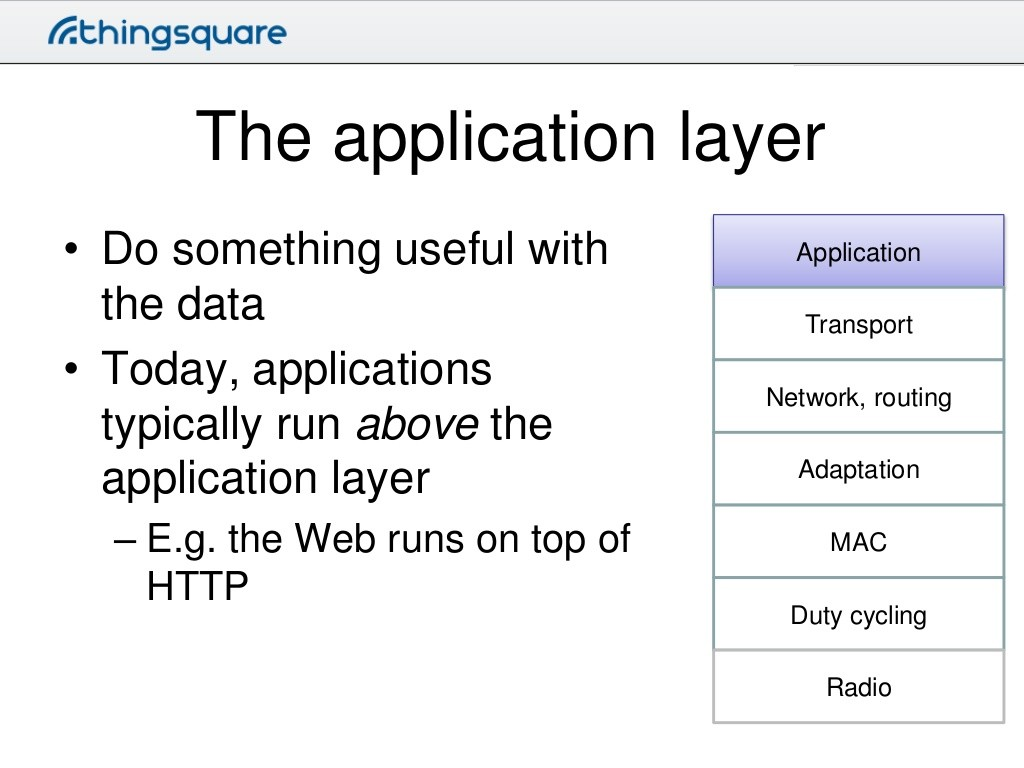 thingsquare
The application layer
• Do something useful with
the data
• Today, applications
typically run above the
application layer
– E.g. the Web runs on top of
HTTP
Application
Transport
Network, routing
Adaptation
MAC
Duty cycling
Radio